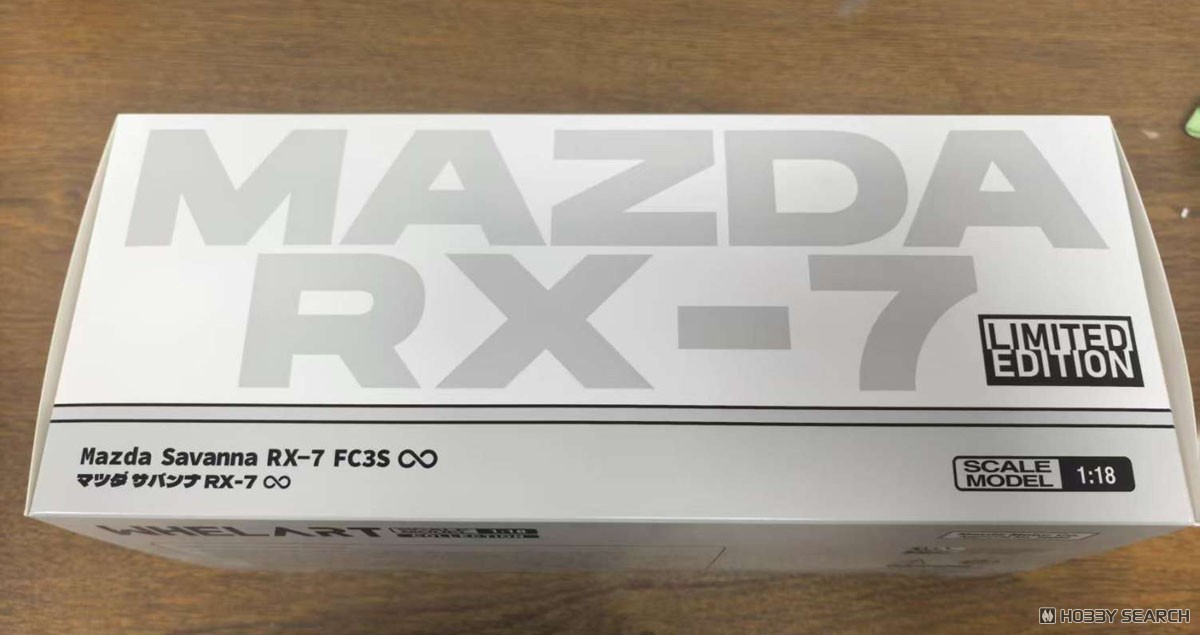 MAZDA
RX-7
LIMITED
EDITION
Mazda Savanna RX-7 FC3S ∞
マツダ サバンナ RX-7 ∞
SCALE
MODEL
1:18
WHELART
COLLECTION
HOBBY SEARCH